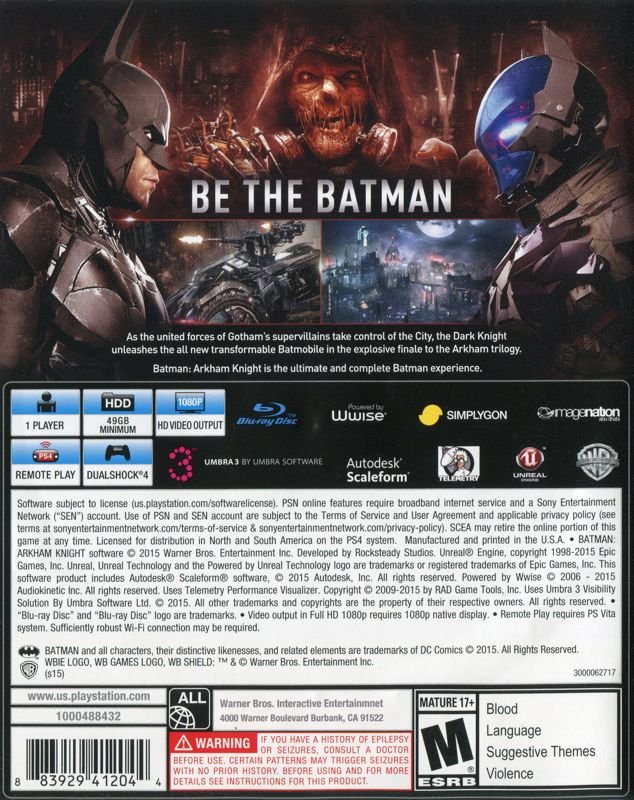 BE THE BATMAN
As the united forces of Gotham's supervillains take control of the City, the Dark Knight
unleashes the all new transformable Batmobile in the explosive finale to the Arkham trilogy.
Batman: Arkham Knight is the ultimate and complete Batman experience.
1 PLAYER
HDD
49GB
MINIMUM
1080P
HD VIDEO OUTPUT
Blu-ray Disc™
Powered by
Wwise
SIMPLYGON
imagenation
abu dhabi
PS4
REMOTE PLAY
DUALSHOCK®4
3
UMBRA 3 BY UMBRA SOFTWARE
Autodesk®
Scaleform®
TELEMETRY
UNREAL
ENGINE
WB
Software subject to license (us.playstation.com/softwarelicense). PSN online features require broadband internet service and a Sony Entertainment
Network ("SEN") account. Use of PSN and SEN account are subject to the Terms of Service and User Agreement and applicable privacy policy (see
terms at sonyentertainmentnetwork.com/terms-of-service & sonyentertainmentnetwork.com/privacy-policy). SCEA may retire the online portion of this
game at any time. Licensed for distribution in North and South America on the PS4 system. Manufactured and printed in the U.S.A. • BATMAN:
ARKHAM KNIGHT software © 2015 Warner Bros. Entertainment Inc. Developed by Rocksteady Studios. Unreal® Engine, copyright 1998-2015 Epic
Games, Inc. Unreal, Unreal Technology and the Powered by Unreal Technology logo are trademarks or registered trademarks of Epic Games, Inc. This
software product includes Autodesk® Scaleform® software, © 2015 Autodesk, Inc. All rights reserved. Powered by Wwise © 2006 - 2015
Audiokinetic Inc. All rights reserved. Uses Telemetry Performance Visualizer. Copyright © 2009-2015 by RAD Game Tools, Inc. Uses Umbra 3 Visibility
Solution By Umbra Software Ltd. © 2015. All other trademarks and copyrights are the property of their respective owners. All rights reserved. •
"Blu-ray Disc" and "Blu-ray Disc" logo are trademarks. • Video output in Full HD 1080p requires 1080p native display. • Remote Play requires PS Vita
system. Sufficiently robust Wi-Fi connection may be required.
BATMAN and all characters, their distinctive likenesses, and related elements are trademarks of DC Comics © 2015. All Rights Reserved.
WBIE LOGO, WB GAMES LOGO, WB SHIELD: ™ & © Warner Bros. Entertainment Inc.
(s15)
3000062717
www.us.playstation.com
1000488432
8 83929 41204 4
ALL
Warner Bros. Interactive Entertainmnet
4000 Warner Boulevard Burbank, CA 91522
WARNING
IF YOU HAVE A HISTORY OF EPILEPSY
OR SEIZURES, CONSULT A DOCTOR
BEFORE USE. CERTAIN PATTERNS MAY TRIGGER SEIZURES
WITH NO PRIOR HISTORY. BEFORE USING AND FOR MORE
DETAILS SEE INSTRUCTIONS FOR THIS PRODUCT.
MATURE 17+
M
ESRB
Blood
Language
Suggestive Themes
Violence